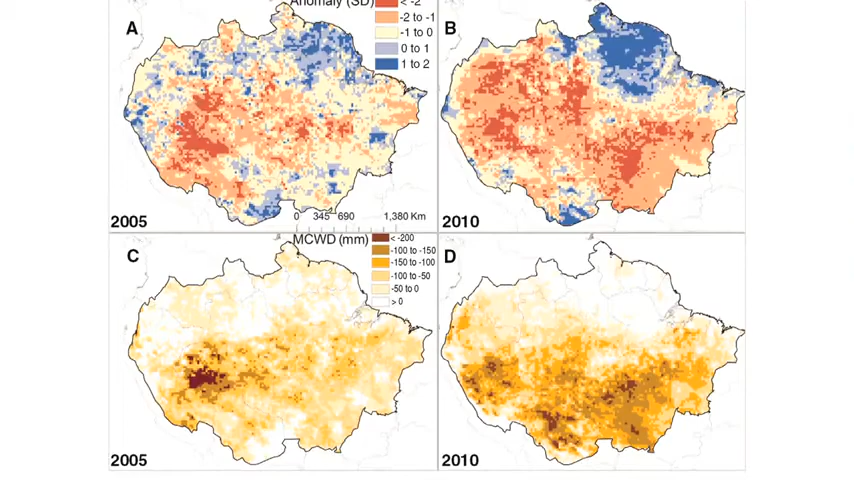 Anomaly (SD)
< -2
-2 to -1
-1 to 0
0 to 1
1 to 2
A
B
2005
0 345 690 1,380 Km
2010
MCWD (mm)
< -200
-100 to -150
-150 to -100
-100 to -50
-50 to 0
> 0
C
D
2005
2010